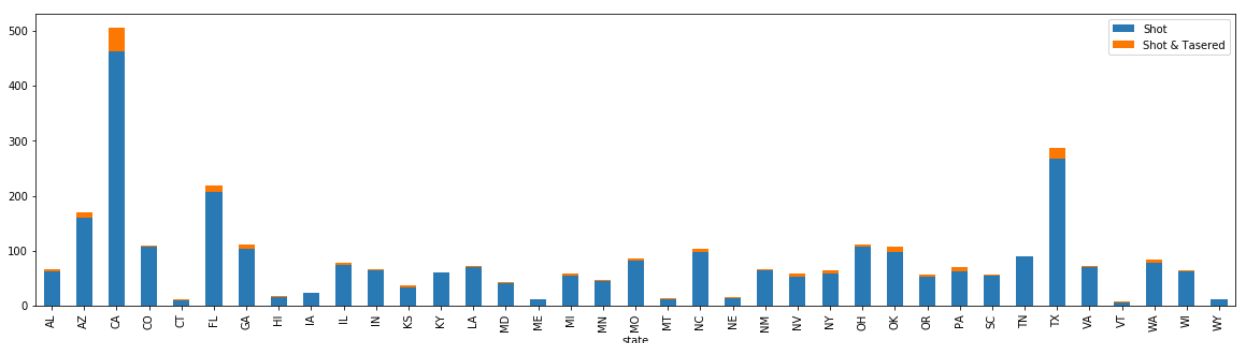 500
400
300
200
100
0
Shot
Shot & Tasered
AL AZ CA CO CT FL GA HI IA IL IN KS KY LA MD ME MI MN MO MT NC NE NM NV NY OH OK OR PA SC TN TX VA VT WA WI WY
state